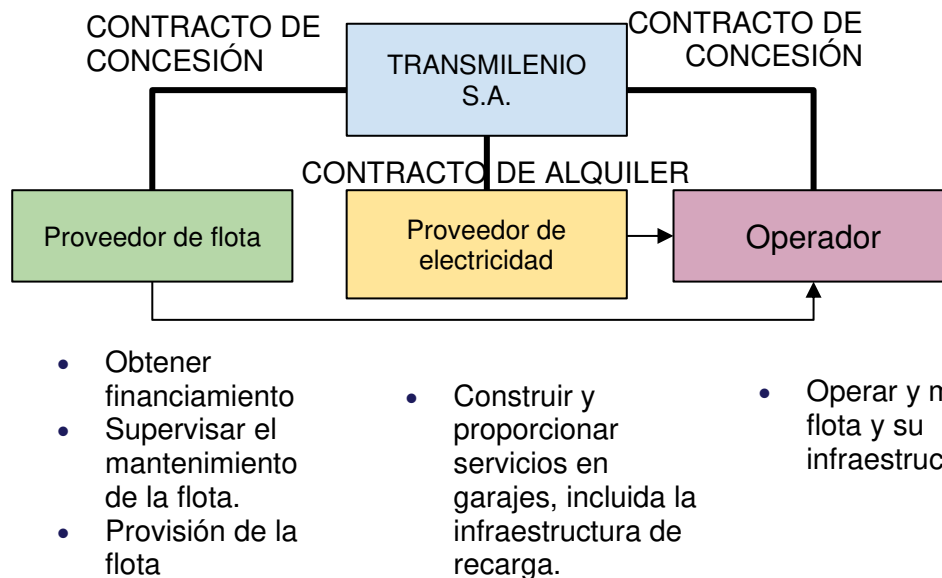 CONTRACTO DE
CONCESIÓN
TRANSMILENIO
S.A.
CONTRACTO DE
CONCESIÓN
CONTRACTO DE ALQUILER
Proveedor de flota
Proveedor de
electricidad
Operador
• Obtener
financiamiento
• Supervisar el
mantenimiento
de la flota.
• Provisión de la
flota
• Construir y
proporcionar
servicios en
garajes, incluida la
infraestructura de
recarga.
• Operar y
flota y su